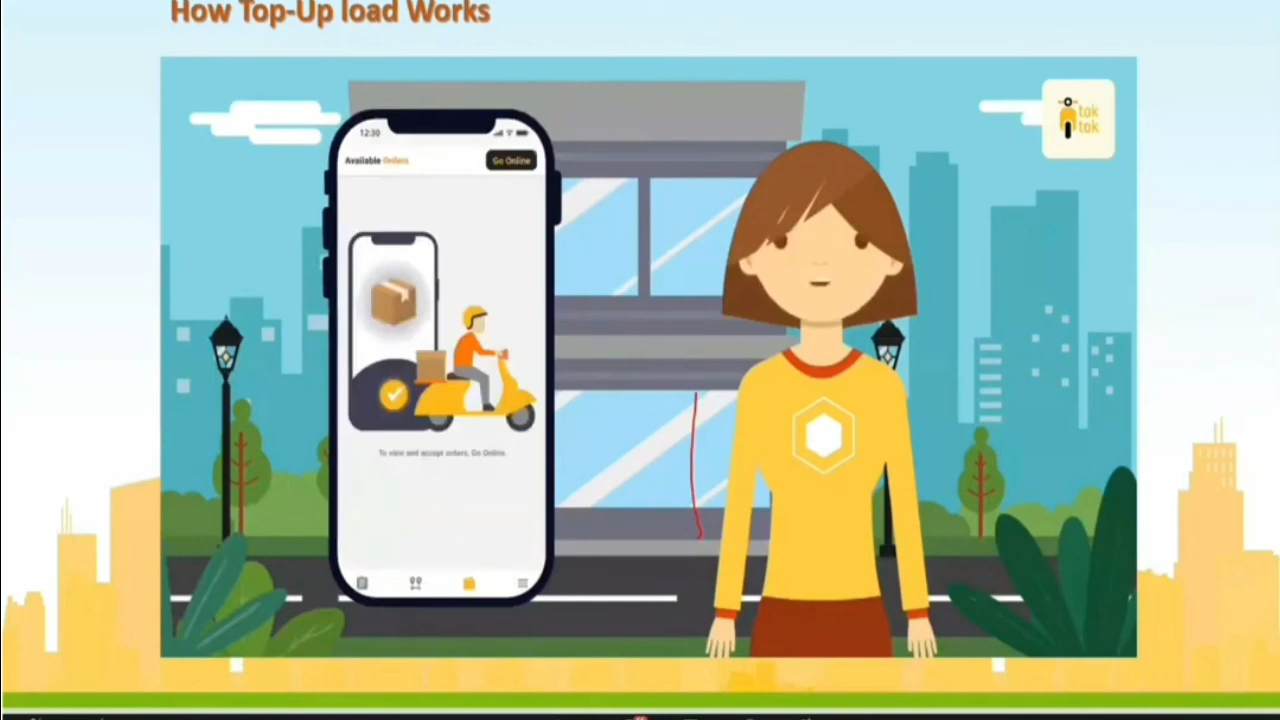 How Top-Up load Works
12:30
Available Orders
Go Online
tok
tok
To view and accept orders, Go Online.